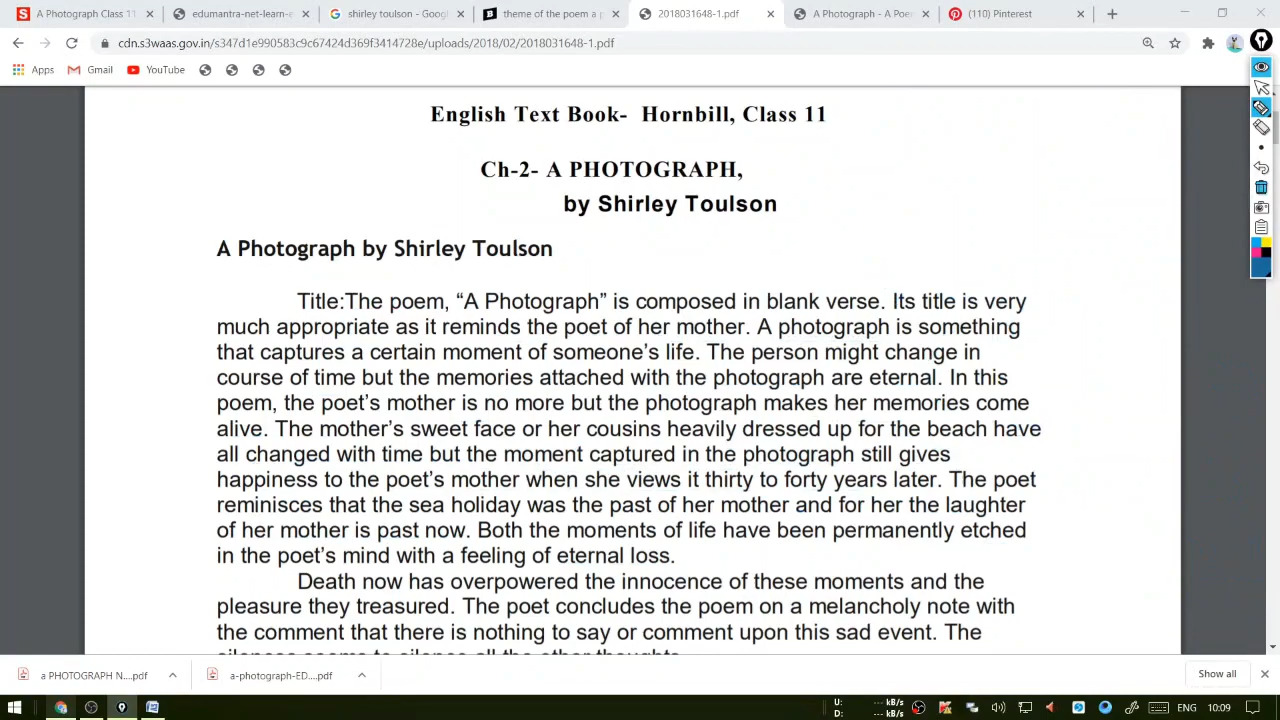 A Photograph Class 11
edumantra-net-learn-e
shirley toulson - Goog
theme of the poem a p
2018031648-1.pdf
A Photograph - A Poe
(110) Pinterest
cdn.s3waas.gov.in/s347d1e990583c9c67424d369f3414728e/uploads/2018/02/2018031648-1.pdf
Apps Gmail YouTube
English Text Book- Hornbill, Class 11
Ch-2- A PHOTOGRAPH,
by Shirley Toulson
A Photograph by Shirley Toulson
Title:The poem, “A Photograph” is composed in blank verse. Its title is very
much appropriate as it reminds the poet of her mother. A photograph is something
that captures a certain moment of someone’s life. The person might change in
course of time but the memories attached with the photograph are eternal. In this
poem, the poet’s mother is no more but the photograph makes her memories come
alive. The mother’s sweet face or her cousins heavily dressed up for the beach have
all changed with time but the moment captured in the photograph still gives
happiness to the poet’s mother when she views it thirty to forty years later. The poet
reminisces that the sea holiday was the past of her mother and for her the laughter
of her mother is past now. Both the moments of life have been permanently etched
in the poet’s mind with a feeling of eternal loss.
Death now has overpowered the innocence of these moments and the
pleasure they treasured. The poet concludes the poem on a melancholy note with
the comment that there is nothing to say or comment upon this sad event. The
silences seems to silence all the other thoughts
a PHOTOGRAPH N....pdf
a-photograph-ED....pdf
Show all
U: --- kB/s
D: --- kB/s
ENG 10:09